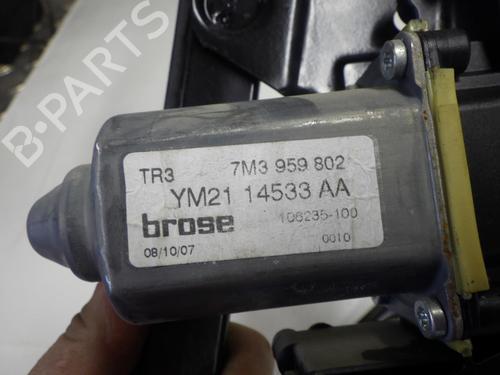 B-PARTS
TR3 7M3 959 802
YM21 14533 AA
brose 106235-100
08/10/07 0010